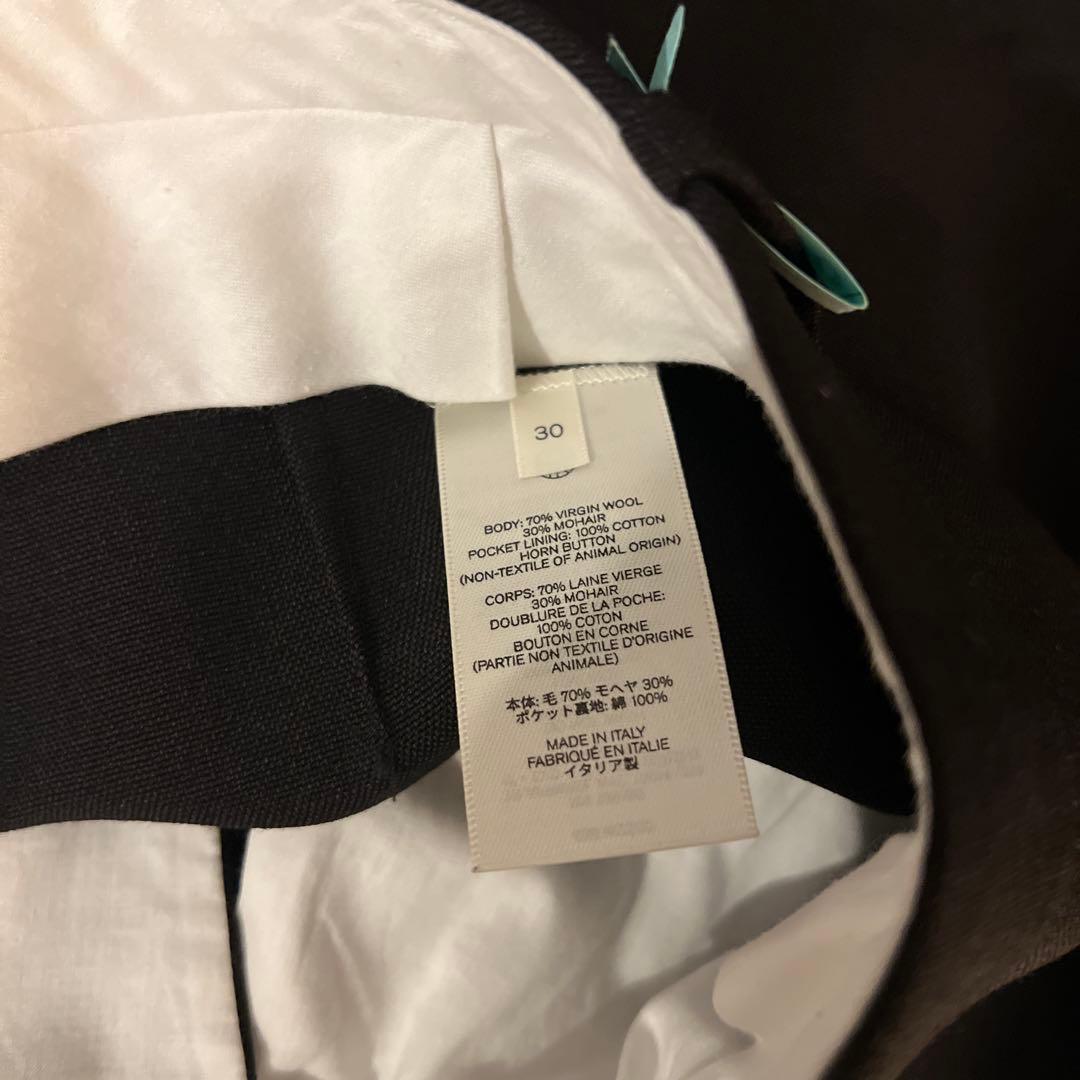 30
BODY: 70% VIRGIN WOOL
30% MOHAIR
POCKET LINING: 100% COTTON
HORN BUTTON
(NON-TEXTILE OF ANIMAL ORIGIN)
CORPS: 70% LAINE VIERGE
30% MOHAIR
DOUBLURE DE LA POCHE:
100% COTON
BOUTON EN CORNE
(PARTIE NON TEXTILE D'ORIGINE
ANIMALE)
本体: 毛 70% モヘヤ 30%
ポケット裏地: 綿 100%
MADE IN ITALY
FABRIQUÉ EN ITALIE
イタリア製